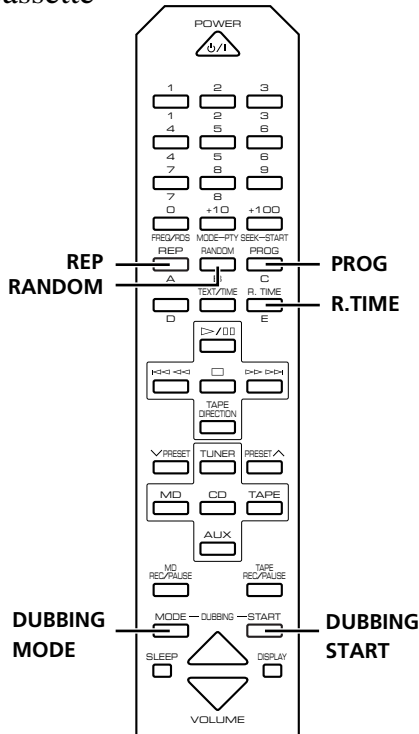 assette
POWER
⏻/I
1 2 3
1 2 3
4 5 6
4 5 6
7 8 9
7 8
0 +10 +100
FREQ/RDS MODE–PTY SEEK–START
REP RANDOM PROG
REP
RANDOM
PROG
A B C
TEXT/TIME R. TIME
R.TIME
D E
TAPE
DIRECTION
PRESET TUNER PRESET
MD CD TAPE
AUX
MD
REC/PAUSE
TAPE
REC/PAUSE
MODE – DUBBING – START
DUBBING
MODE
DUBBING
START
SLEEP DISPLAY
VOLUME